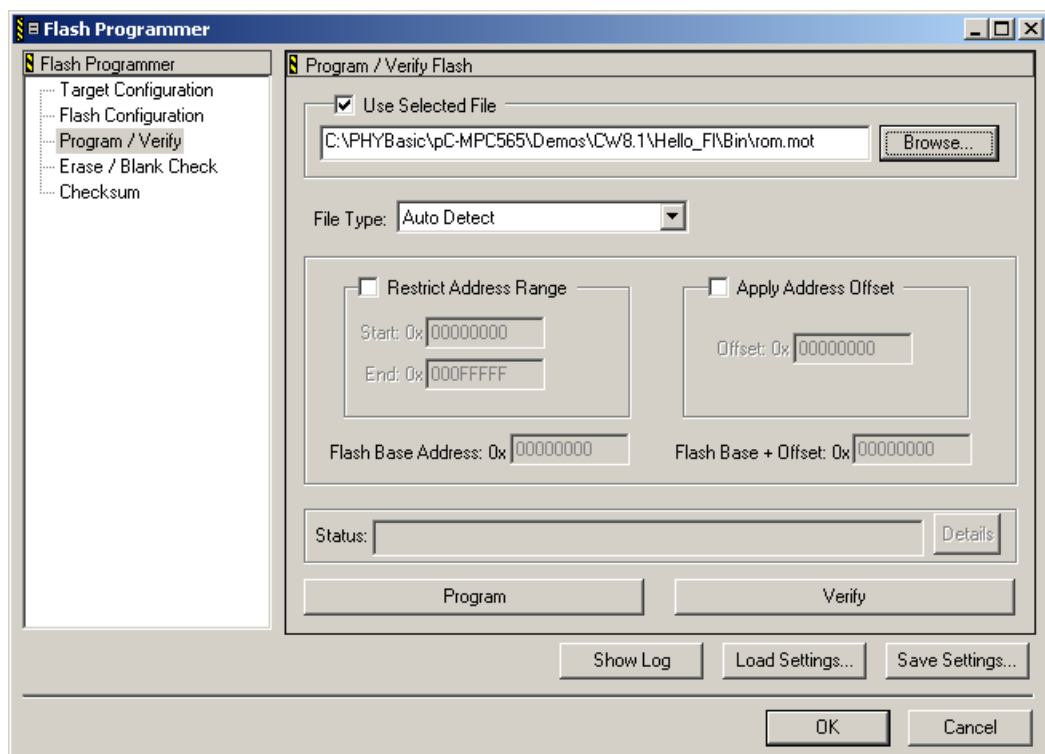 Flash Programmer
Flash Programmer
Target Configuration
Flash Configuration
Program / Verify
Erase / Blank Check
Checksum
Program / Verify Flash
Use Selected File
C:\PHYBasic\pC-MPC565\Demos\CW8.1\Hello_Fl\Bin\rom.mot
Browse...
File Type: Auto Detect
Restrict Address Range
Start: 0x 00000000
End: 0x 000FFFFF
Apply Address Offset
Offset: 0x 00000000
Flash Base Address: 0x 00000000
Flash Base + Offset: 0x 00000000
Status:
Details
Program
Verify
Show Log
Load Settings...
Save Settings...
OK
Cancel